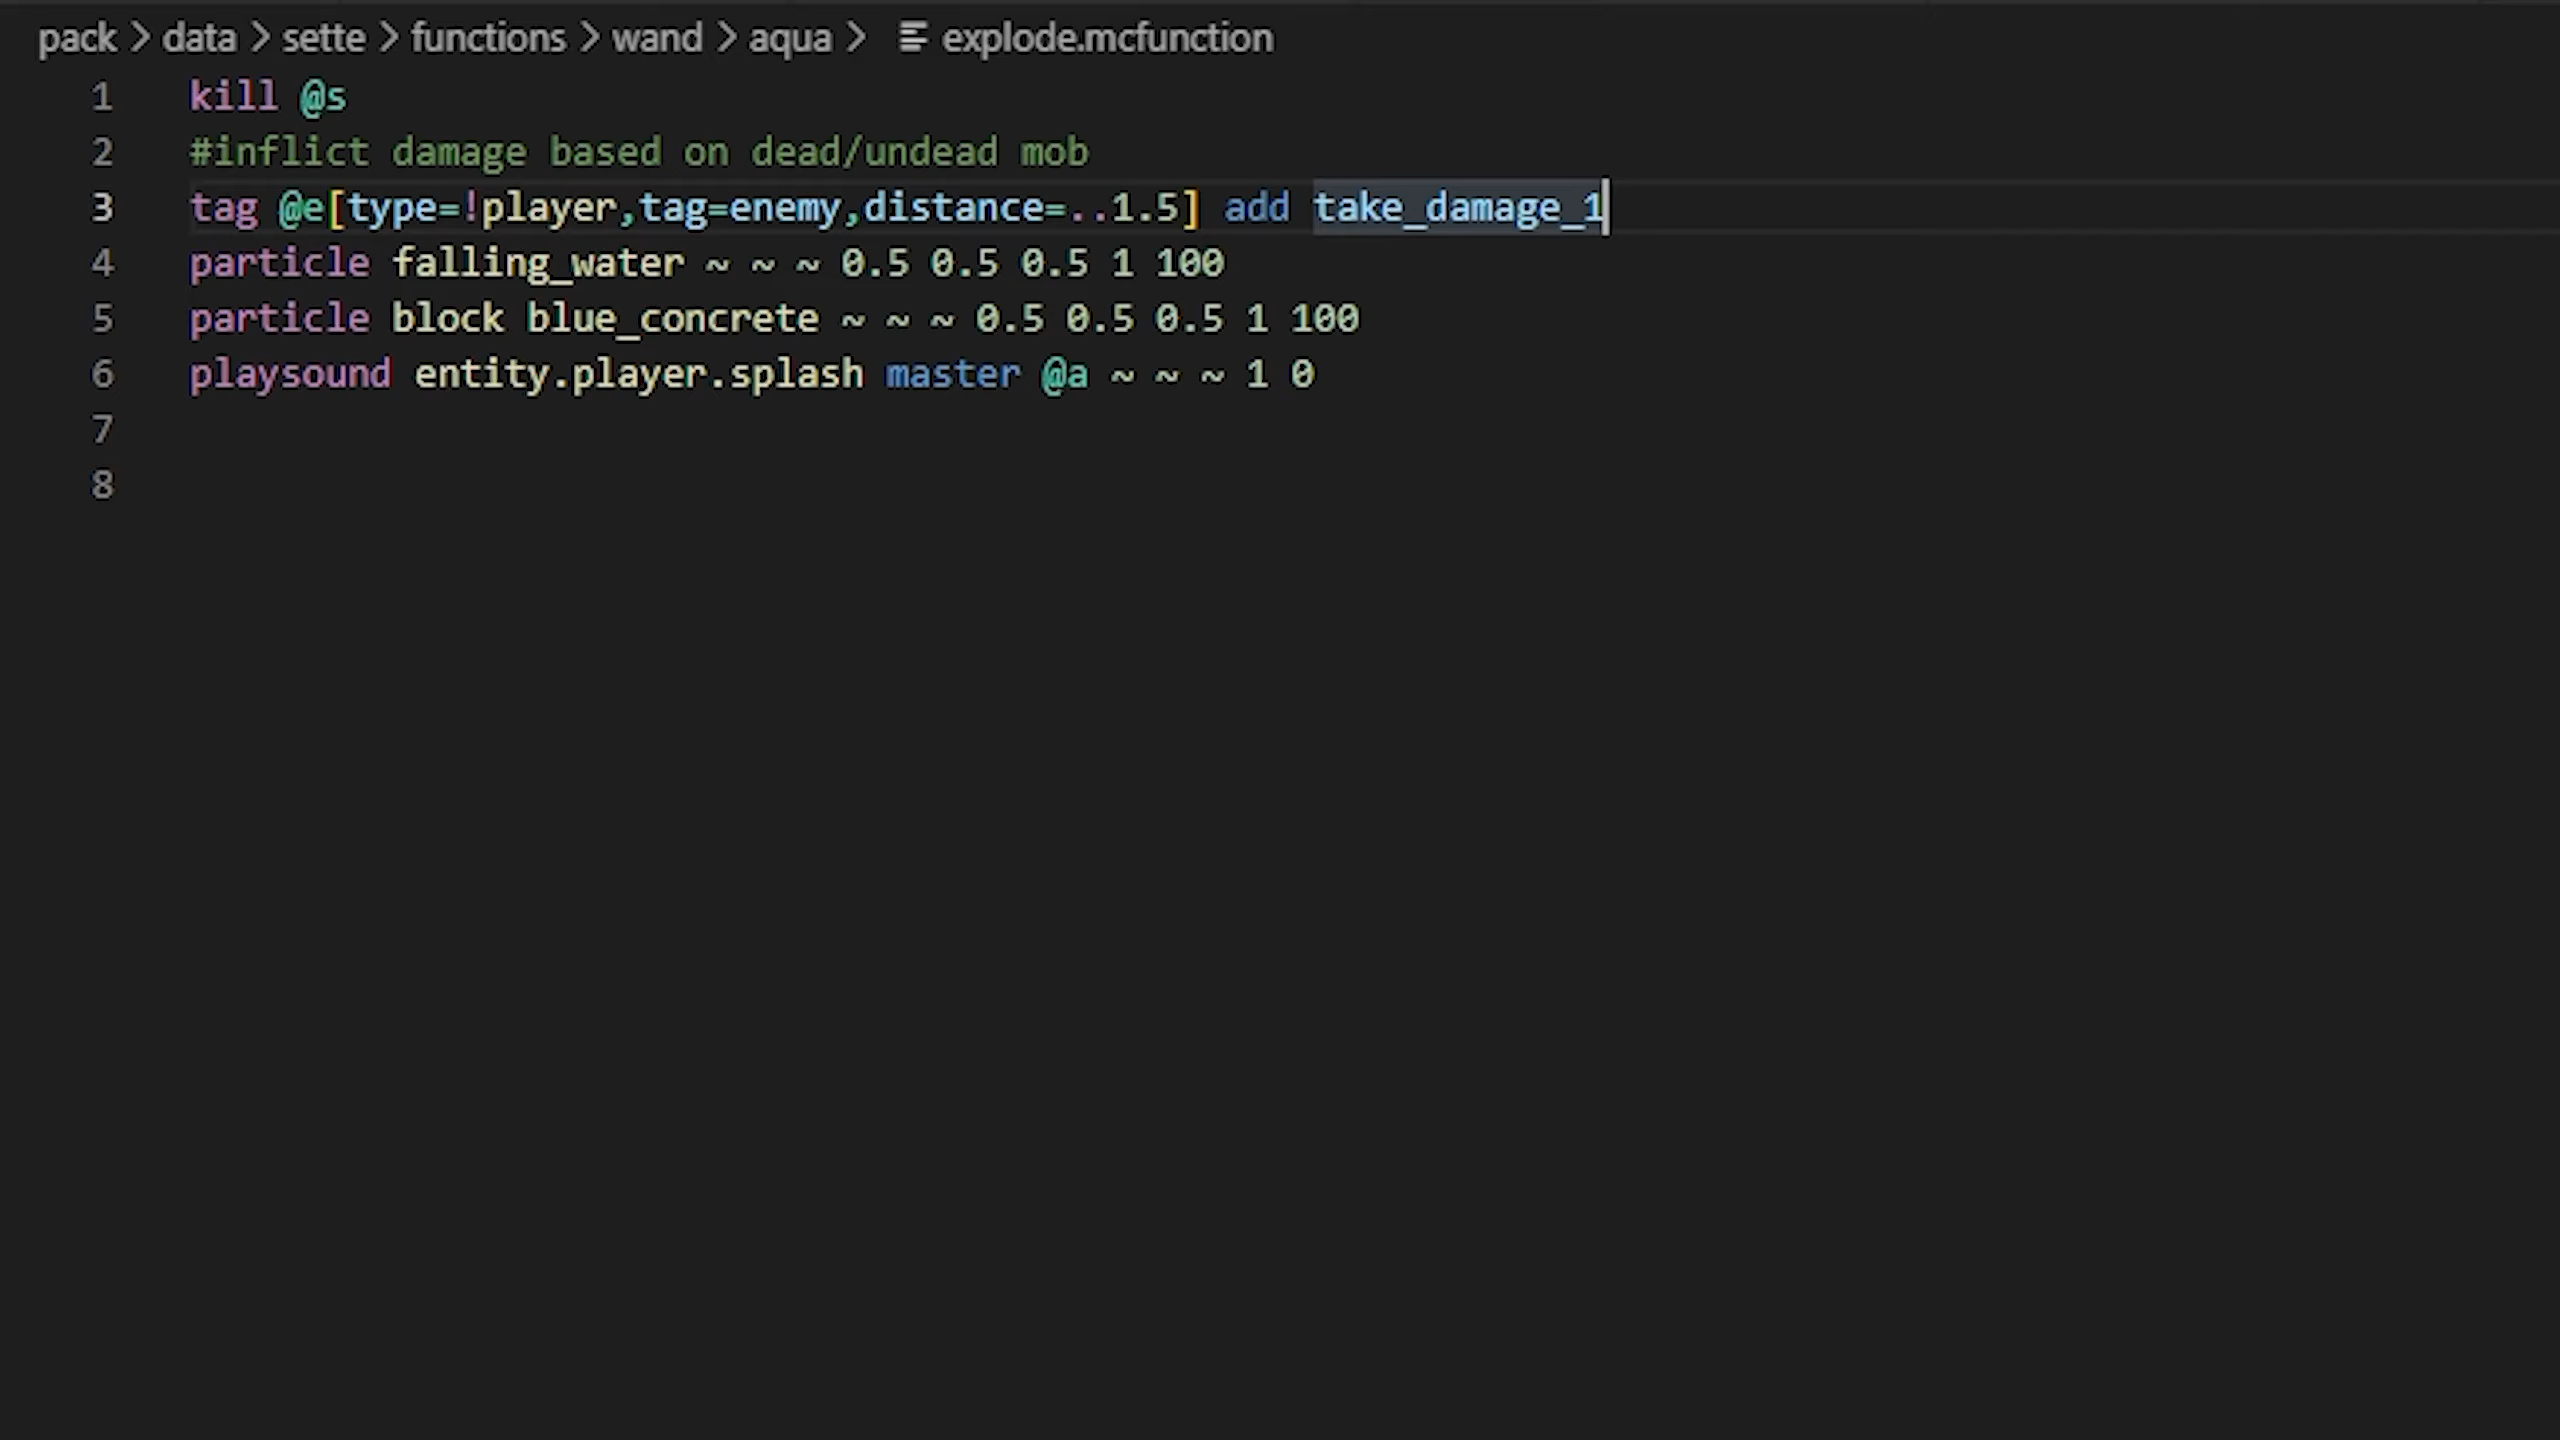 pack > data > sette > functions > wand > aqua > explode.mcfunction
1 kill @s
2 #inflict damage based on dead/undead mob
3 tag @e[type=!player,tag=enemy,distance=..1.5] add take_damage_1
4 particle falling_water ~ ~ ~ 0.5 0.5 0.5 1 100
5 particle block blue_concrete ~ ~ ~ 0.5 0.5 0.5 1 100
6 playsound entity.player.splash master @a ~ ~ ~ 1 0
7
8